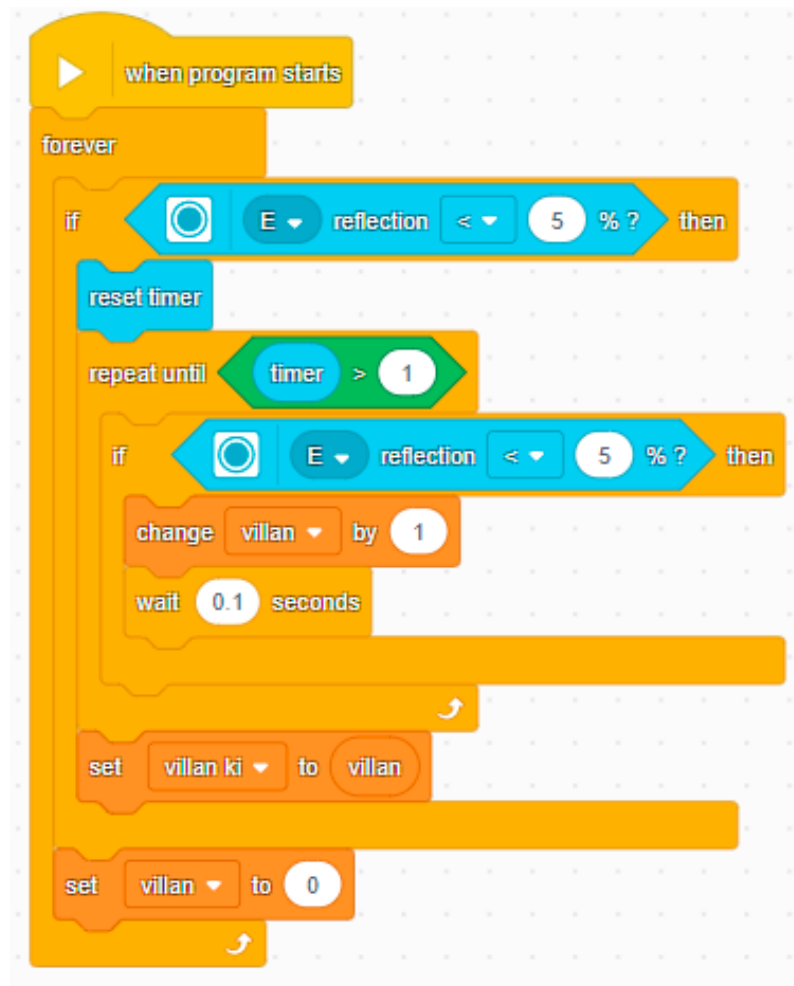 when program starts
forever
if E reflection < 5 % ? then
reset timer
repeat until timer > 1
if E reflection < 5 % ? then
change villan by 1
wait 0.1 seconds
set villan ki to villan
set villan to 0